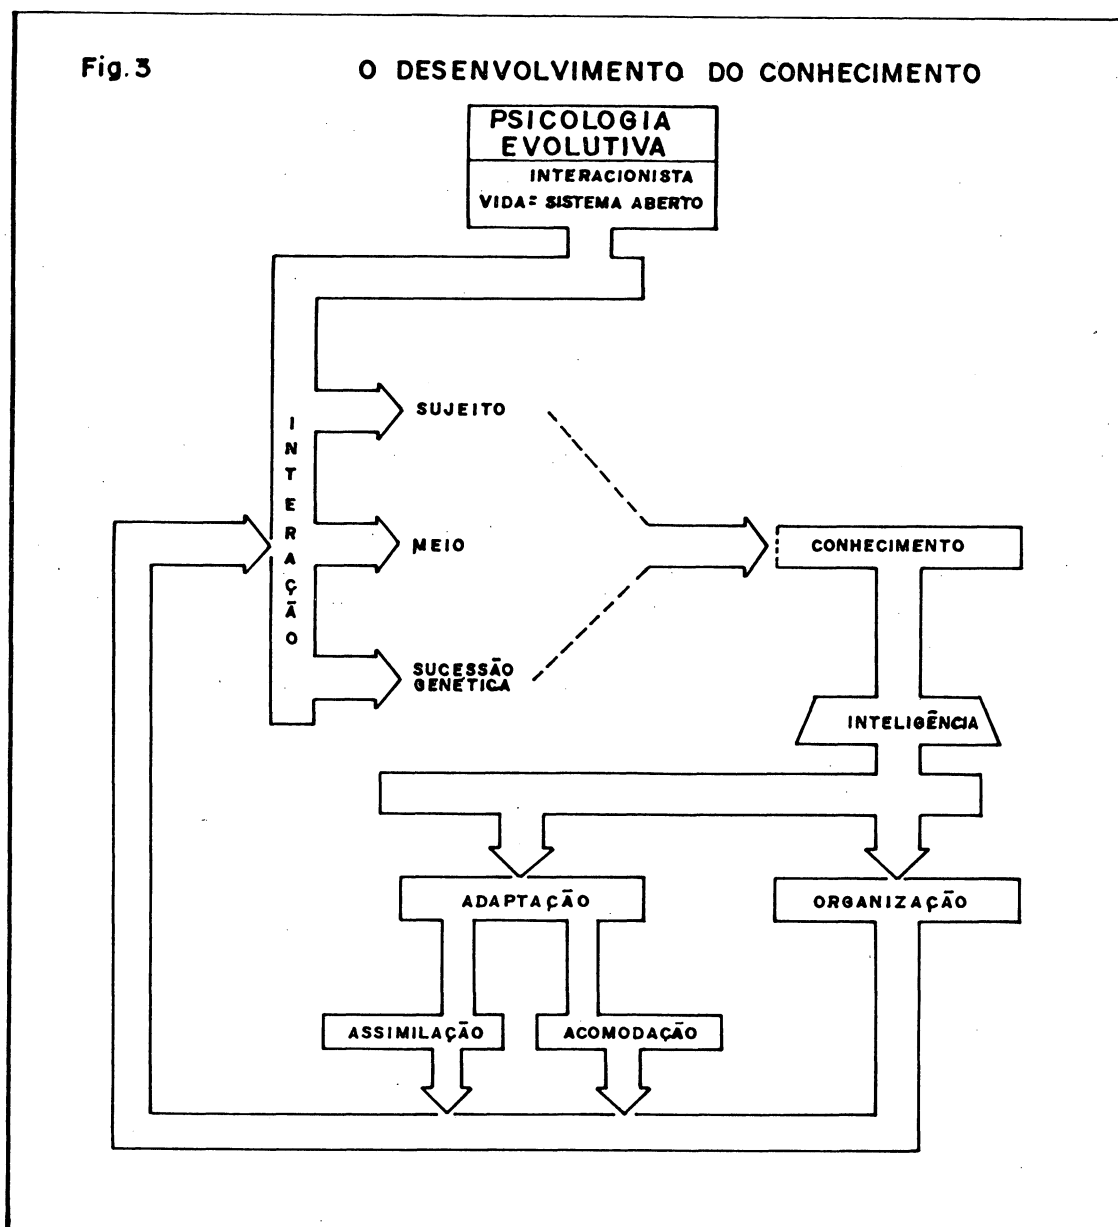 Fig. 3
O DESENVOLVIMENTO DO CONHECIMENTO
PSICOLOGIA
EVOLUTIVA
INTERACIONISTA
VIDA = SISTEMA ABERTO
INTERAÇÃO
SUJEITO
MEIO
SUCESSÃO
GENÉTICA
CONHECIMENTO
INTELIGÊNCIA
ADAPTAÇÃO
ORGANIZAÇÃO
ASSIMILAÇÃO
ACOMODAÇÃO